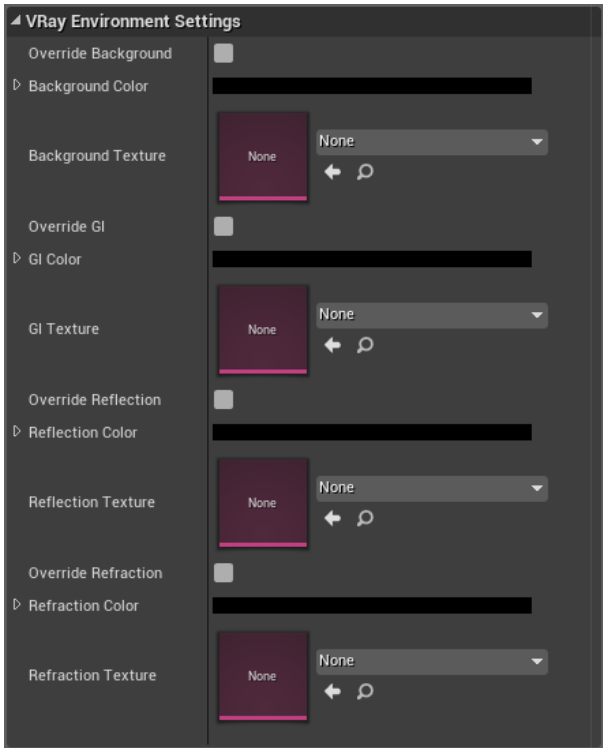 VRay Environment Settings
Override Background
Background Color
Background Texture
None
None
Override GI
GI Color
GI Texture
None
None
Override Reflection
Reflection Color
Reflection Texture
None
None
Override Refraction
Refraction Color
Refraction Texture
None
None